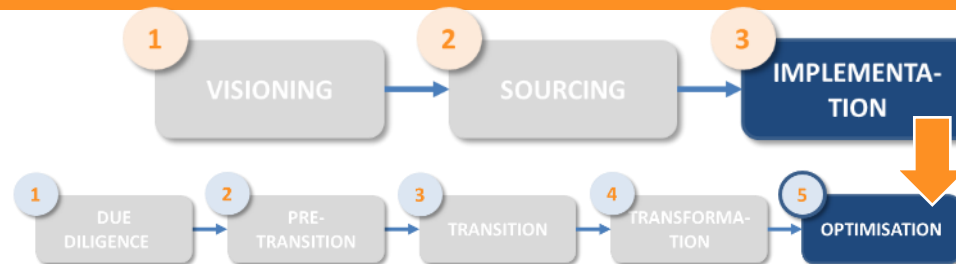 1
VISIONING
2
SOURCING
3
IMPLEMENTA-
TION
1
DUE
DILIGENCE
2
PRE-
TRANSITION
3
TRANSITION
4
TRANSFORMA-
TION
5
OPTIMISATION